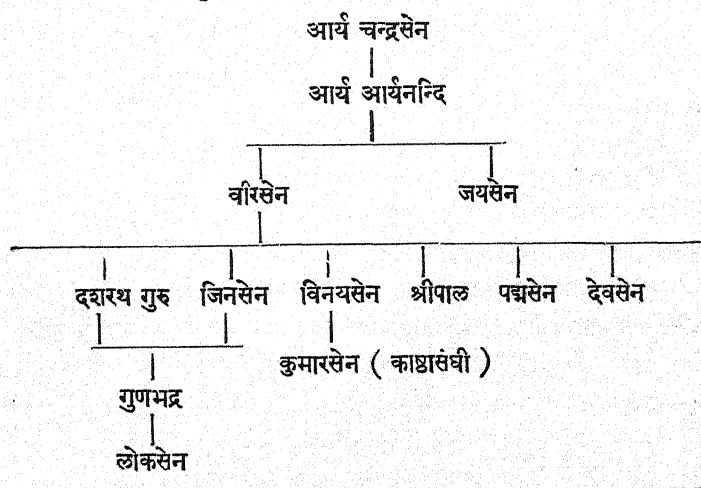 आर्य चन्द्रसेन
आर्य आर्यनन्दि
वीरसेन जयसेन
दशरथ गुरु जिनसेन विनयसेन श्रीपाल पद्मसेन देवसेन
कुमारसेन ( काष्ठासंघी )
गुणभद्र
लोकसेन